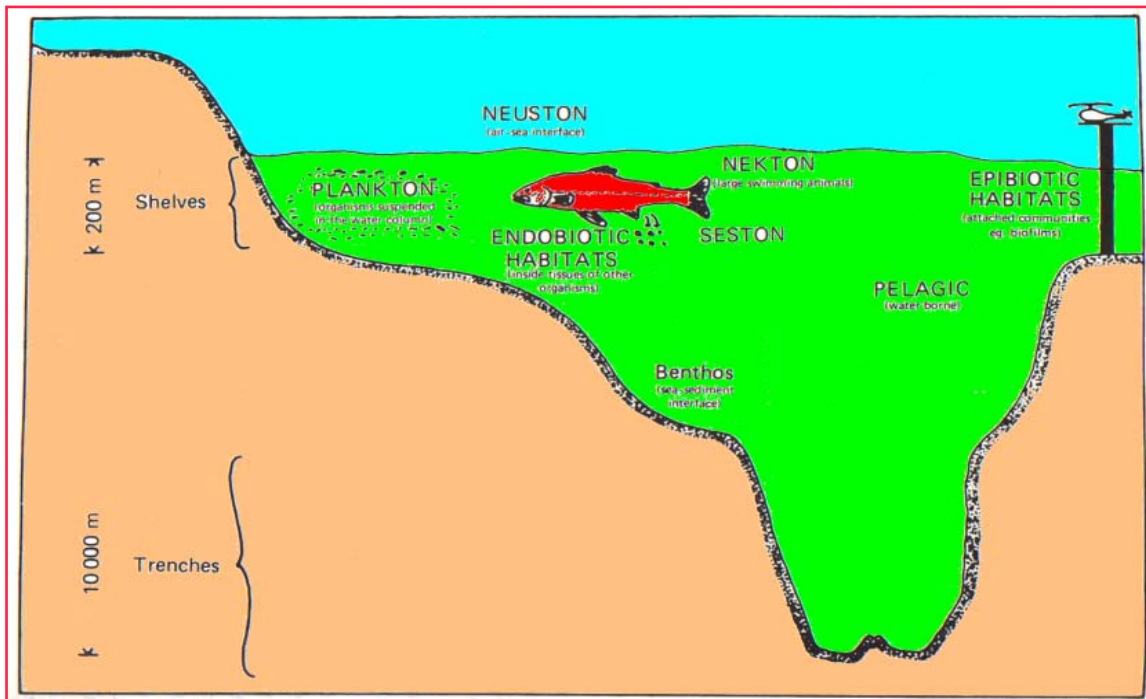 NEUSTON
(air-sea interface)
NEKTON
(large swimming animals)
PLANKTON
(organisms suspended
in the water column)
EPIBIOTIC
HABITATS
(attached communities
eg. biofilms)
200 m
Shelves
ENDOBIOTIC
HABITATS
(inside tissues of other
organisms)
SESTON
PELAGIC
(water borne)
Benthos
(sea-sediment
interface)
10 000 m
Trenches